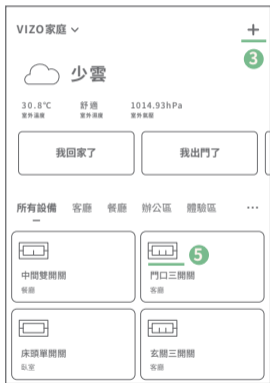 VIZO家庭
3
少雲
30.8°C 舒適 1014.93hPa
室外溫度 室外濕度 室外氣壓
我回家了 我出門了
所有設備 客廳 餐廳 辦公區 體驗區 ...
5
中間雙開關 門口三開關
餐廳 客廳
床頭單開關 玄關三開關
臥室 客廳